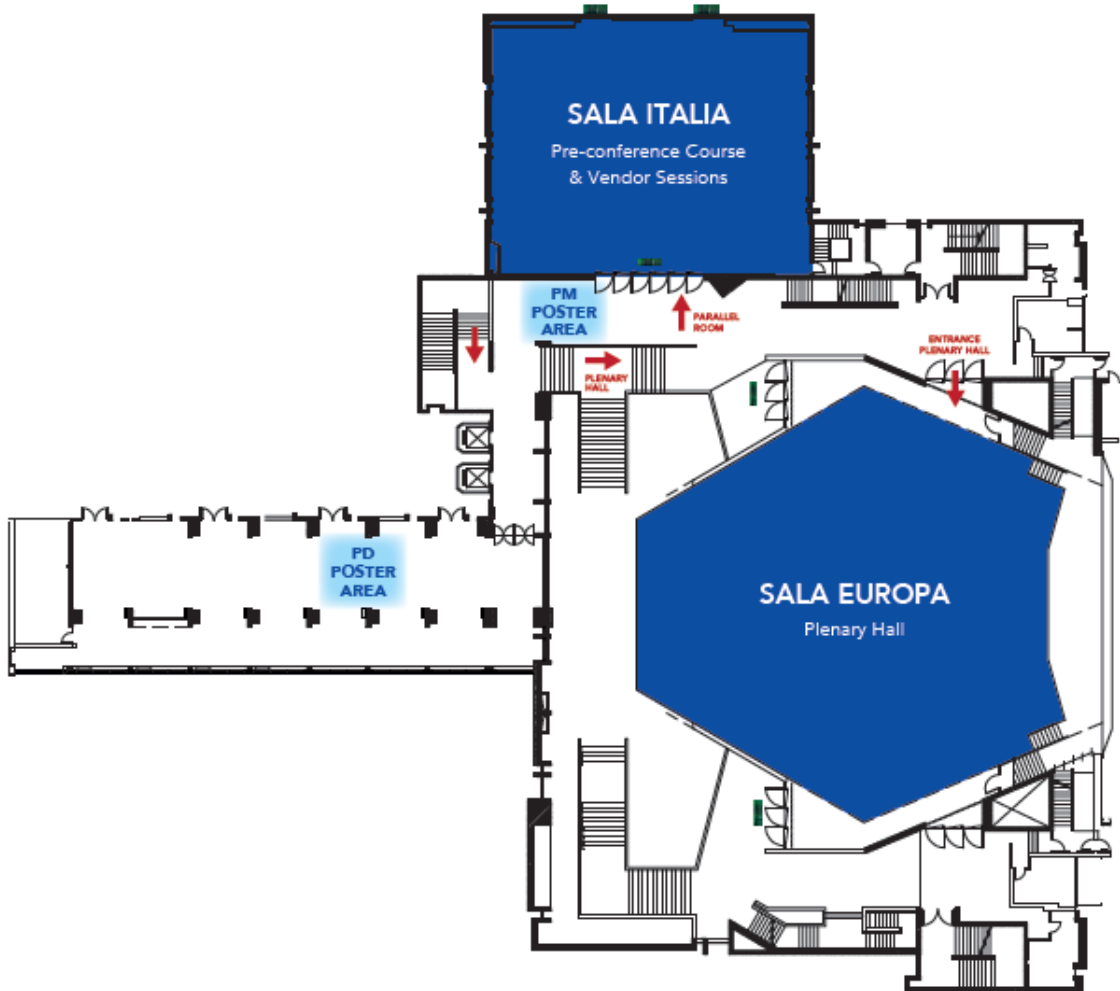 SALA ITALIA
Pre-conference Course
& Vendor Sessions
PM
POSTER
AREA
PARALLEL
ROOM
PLENARY
HALL
ENTRANCE
PLENARY HALL
PD
POSTER
AREA
SALA EUROPA
Plenary Hall